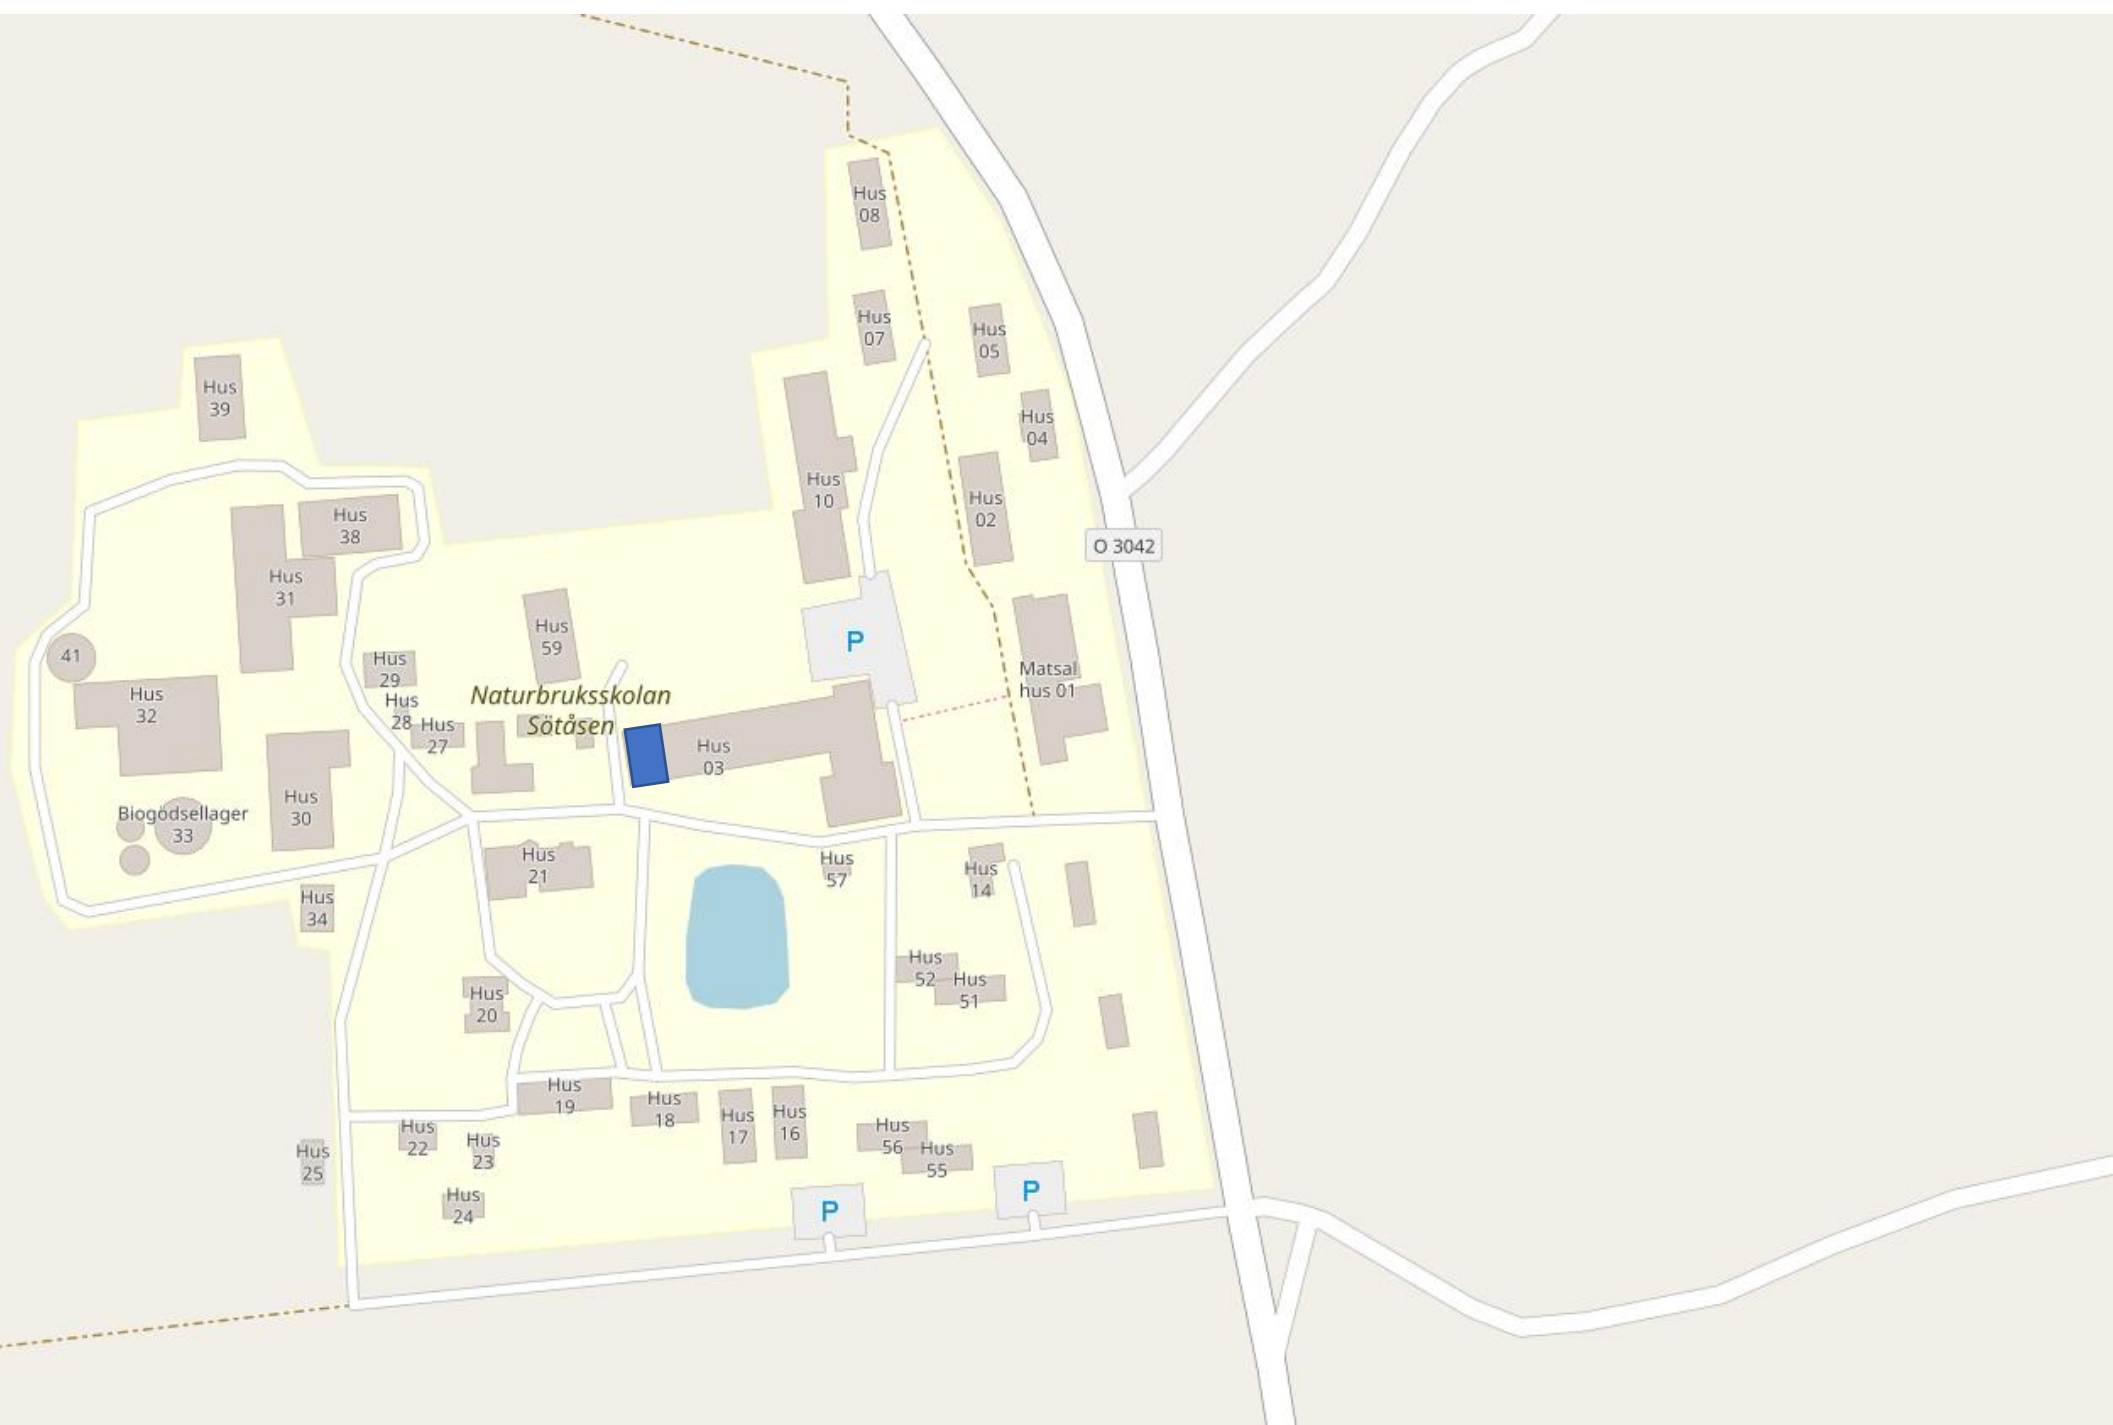 Hus
08
Hus
07
Hus
05
Hus
39
Hus
04
Hus
10
Hus
02
Hus
38
O 3042
Hus
31
Hus
59
P
41
Hus
29
Matsal
hus 01
Hus
32
Hus
28
Naturbruksskolan
Sötåsen
Hus
27
Hus
03
Hus
30
Biogödsellager
33
Hus
21
Hus
57
Hus
14
Hus
34
Hus
52
Hus
51
Hus
20
Hus
19
Hus
18
Hus
17
Hus
16
Hus
22
Hus
23
Hus
56
Hus
55
Hus
25
Hus
24
P
P